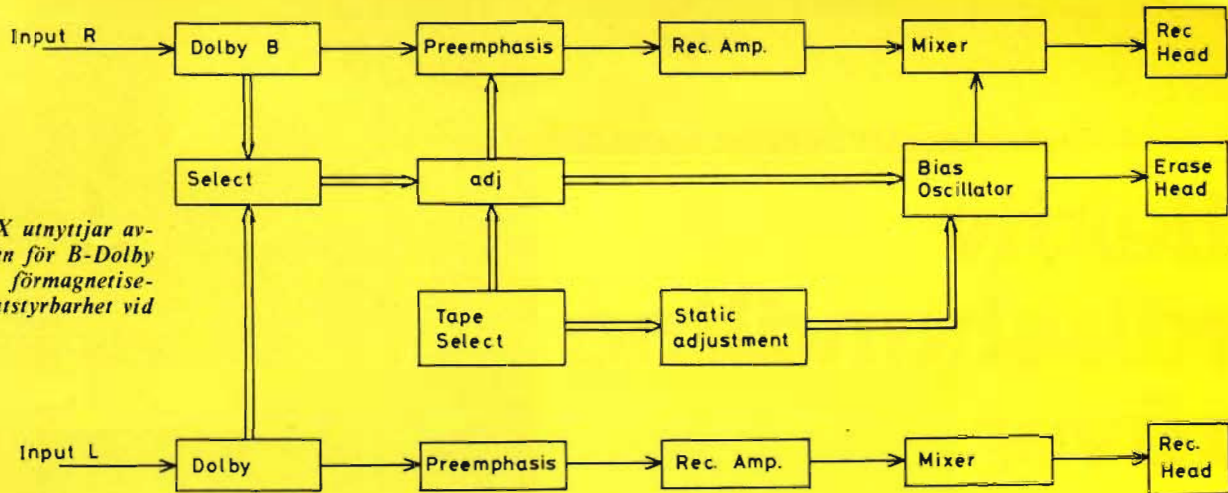 Input R
Dolby B
Preemphasis
Rec. Amp.
Mixer
Rec
Head
Select
adj
Bias
Oscillator
Erase
Head
X utnyttjar av-
n för B-Dolby
förmagnetise-
utstyrbarhet vid
Tape
Select
Static
adjustment
Input L
Dolby
Preemphasis
Rec. Amp.
Mixer
Rec.
Head